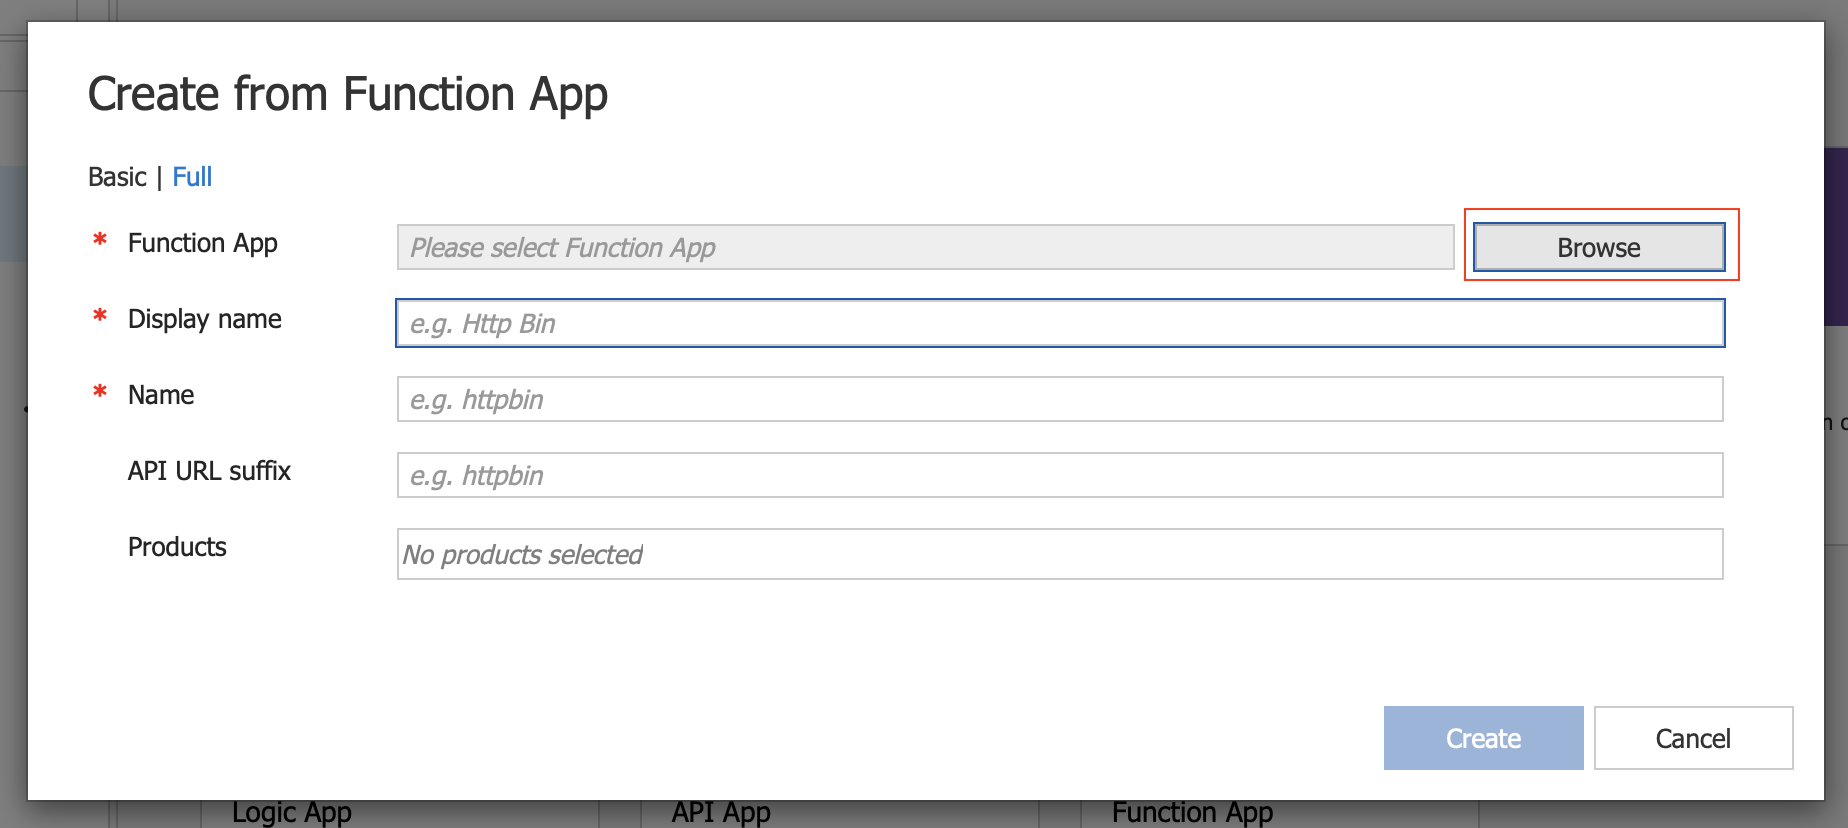 Create from Function App
Basic | Full
* Function App
Please select Function App
Browse
* Display name
e.g. Http Bin
* Name
e.g. httpbin
API URL suffix
e.g. httpbin
Products
No products selected
Create
Cancel
Logic App
API App
Function App